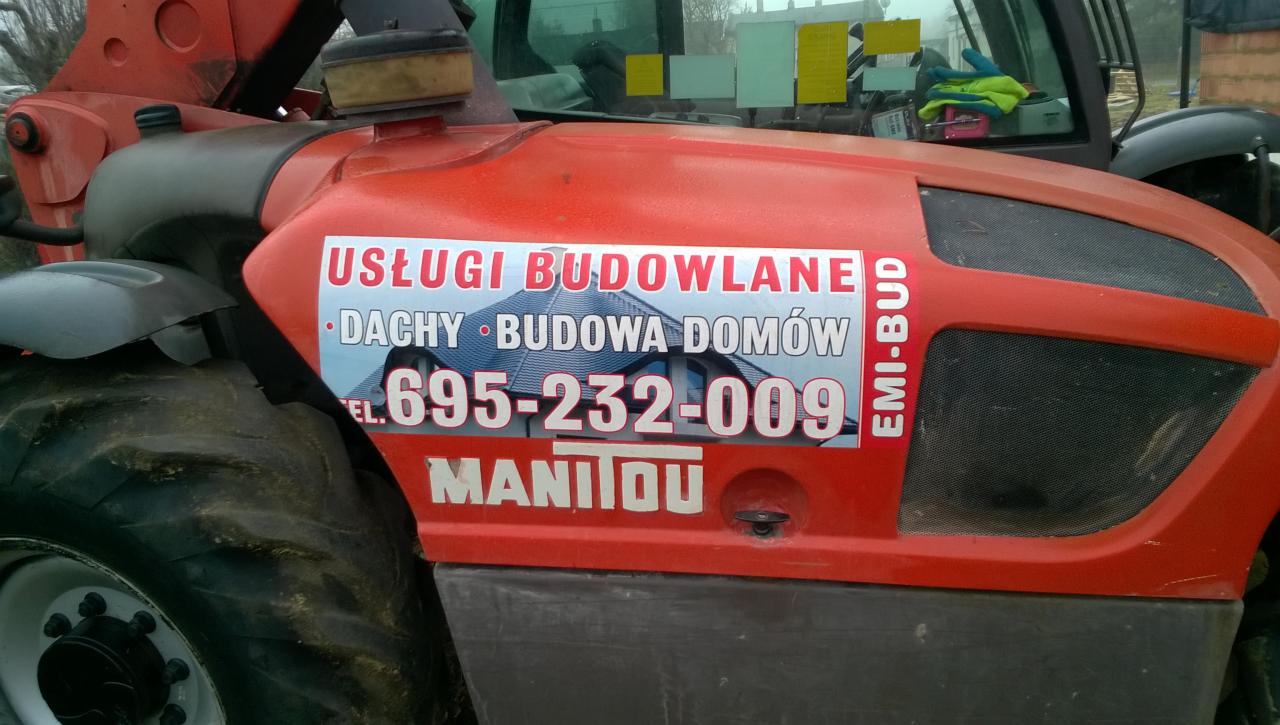 USŁUGI BUDOWLANE
• DACHY • BUDOWA DOMÓW
TEL. 695-232-009
EMI•BUD
MANITOU